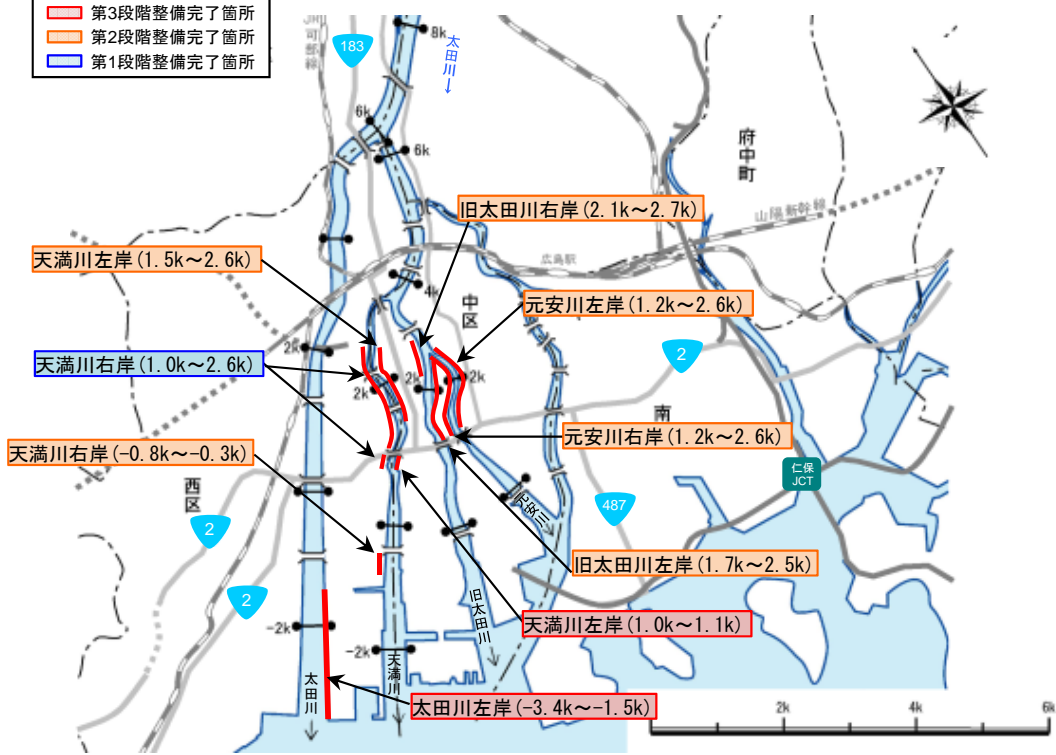 第3段階整備完了箇所
第2段階整備完了箇所
第1段階整備完了箇所
JR可部線
183
8k
太田川↓
6k
6k
府中町
山陽新幹線
旧太田川右岸(2.1k～2.7k)
広島駅
天満川左岸(1.5k～2.6k)
4k
中区
元安川左岸(1.2k～2.6k)
2k
2
天満川右岸(1.0k～2.6k)
2k
2k
2k
南
元安川右岸(1.2k～2.6k)
天満川右岸(-0.8k～-0.3k)
仁保
JCT
西区
元安川
487
2
旧太田川左岸(1.7k～2.5k)
2
旧太田川
天満川左岸(1.0k～1.1k)
-2k
-2k
天満川
太田川
太田川左岸(-3.4k～-1.5k)
2k
4k
6k